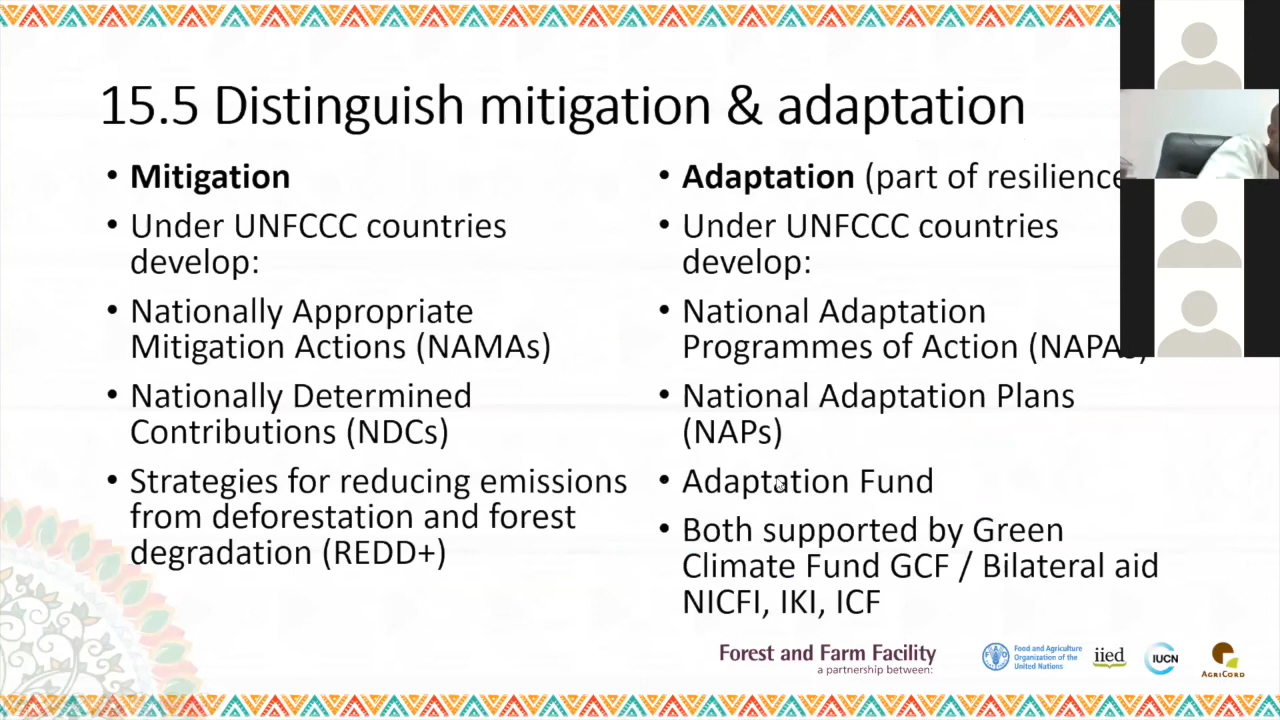 15.5 Distinguish mitigation & adaptation
• Mitigation
• Under UNFCCC countries
develop:
• Nationally Appropriate
Mitigation Actions (NAMAs)
• Nationally Determined
Contributions (NDCs)
• Strategies for reducing emissions
from deforestation and forest
degradation (REDD+)
• Adaptation (part of resilience
• Under UNFCCC countries
develop:
• National Adaptation
Programmes of Action (NAPAs)
• National Adaptation Plans
(NAPs)
• Adaptation Fund
• Both supported by Green
Climate Fund GCF / Bilateral aid
NICFI, IKI, ICF
Forest and Farm Facility
a partnership between:
Food and Agriculture
Organization of the
United Nations
iied
IUCN
AGRICORD